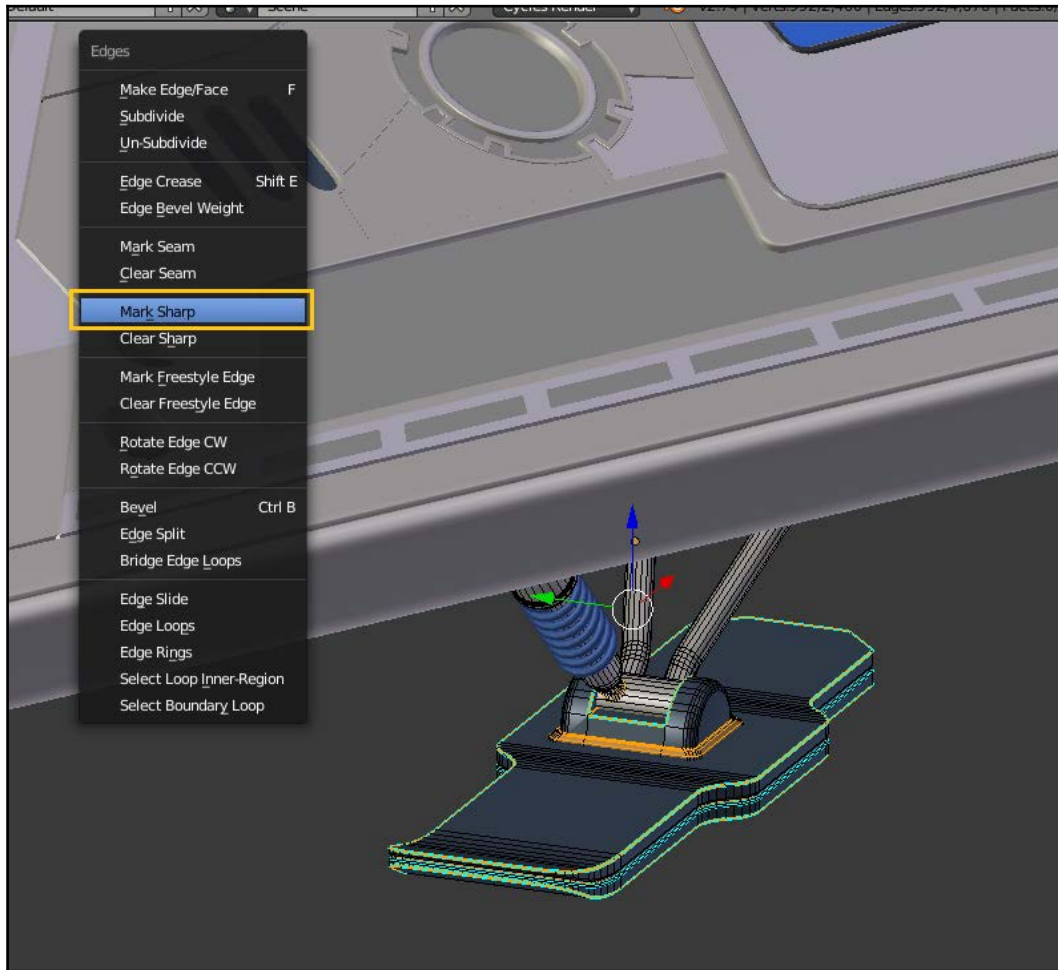 Default
Scene
Cycles Render
Edges
Make Edge/Face F
Subdivide
Un-Subdivide
Edge Crease Shift E
Edge Bevel Weight
Mark Seam
Clear Seam
Mark Sharp
Clear Sharp
Mark Freestyle Edge
Clear Freestyle Edge
Rotate Edge CW
Rotate Edge CCW
Bevel Ctrl B
Edge Split
Bridge Edge Loops
Edge Slide
Edge Loops
Edge Rings
Select Loop Inner-Region
Select Boundary Loop